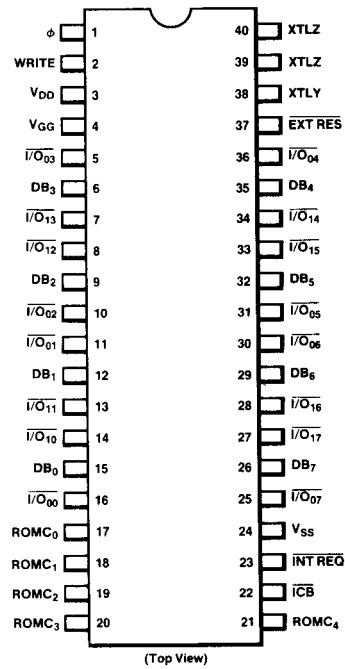 φ 1 40 XTLZ
WRITE 2 39 XTLZ
VDD 3 38 XTLY
VGG 4 37 EXT RES
I/O03 5 36 I/O04
DB3 6 35 DB4
I/O13 7 34 I/O14
I/O12 8 33 I/O15
DB2 9 32 DB5
I/O02 10 31 I/O05
I/O01 11 30 I/O06
DB1 12 29 DB6
I/O11 13 28 I/O16
I/O10 14 27 I/O17
DB0 15 26 DB7
I/O00 16 25 I/O07
ROMC0 17 24 VSS
ROMC1 18 23 INT REQ
ROMC2 19 22 ICB
ROMC3 20 21 ROMC4
(Top View)